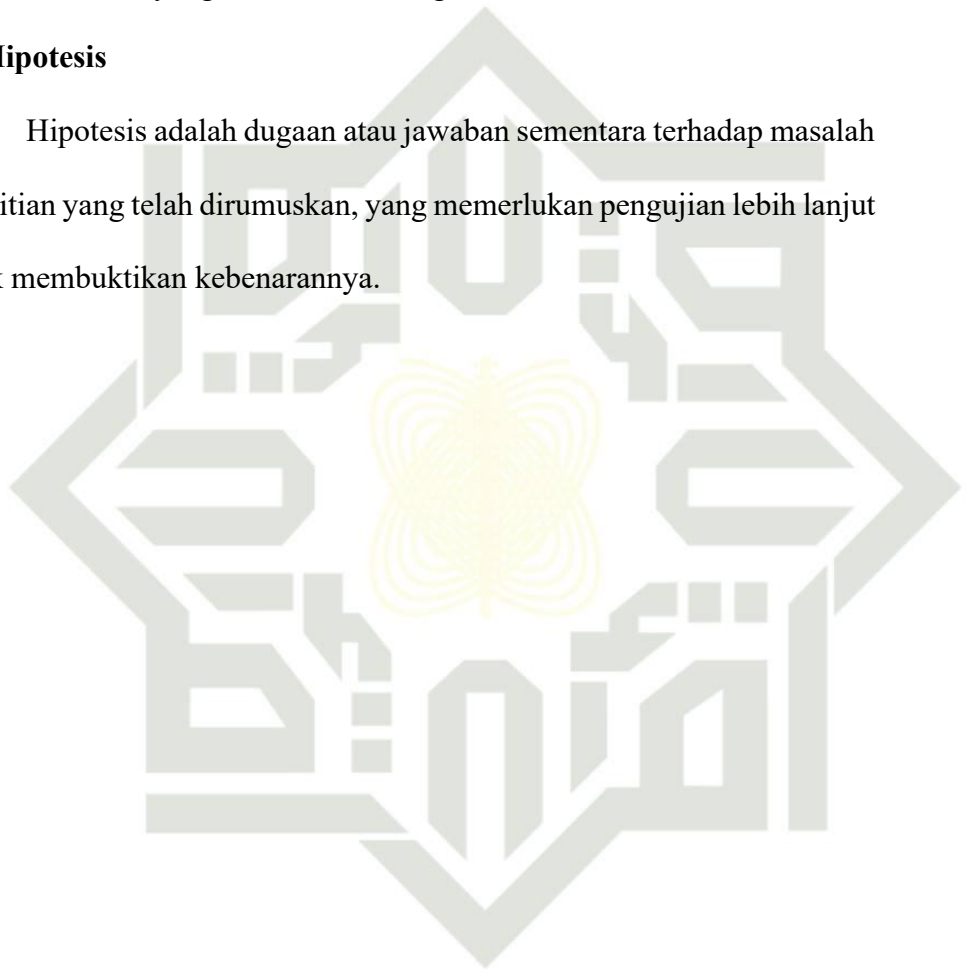 Hipotesis
Hipotesis adalah dugaan atau jawaban sementara terhadap masalah
itian yang telah dirumuskan, yang memerlukan pengujian lebih lanjut
k membuktikan kebenarannya.